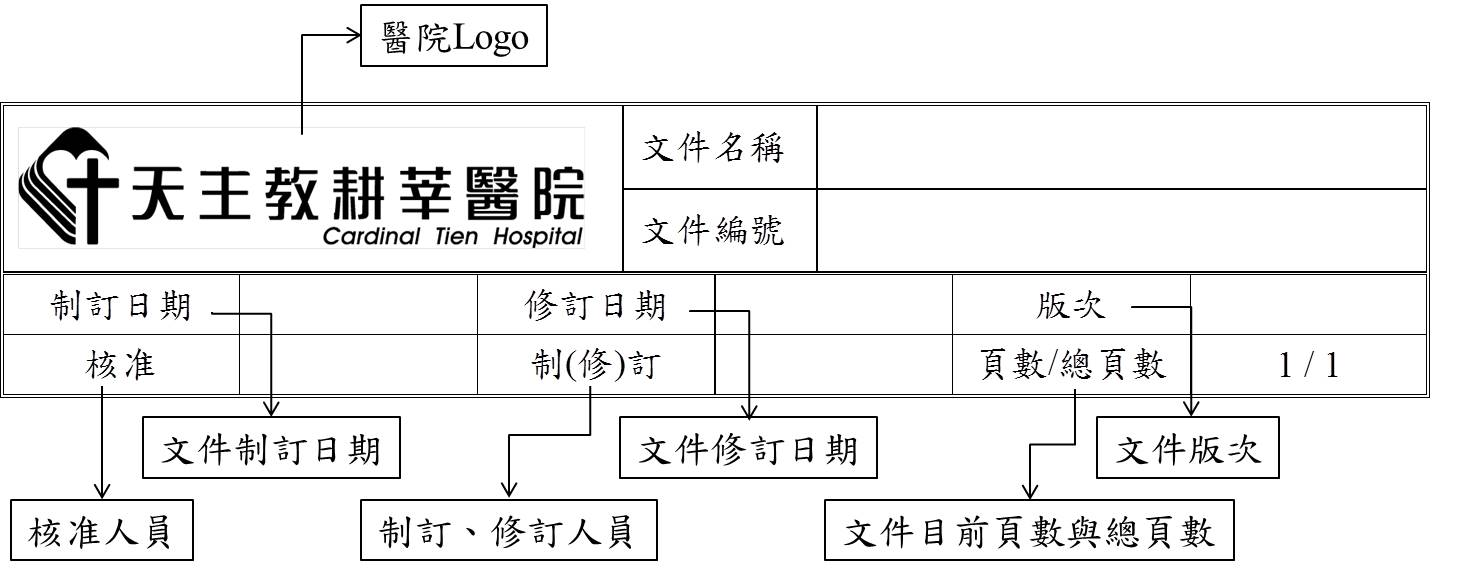 醫院Logo
天主教耕莘醫院
Cardinal Tien Hospital
文件名稱
文件編號
制訂日期 修訂日期 版次
核准 制(修)訂 頁數/總頁數 1 / 1
文件制訂日期 文件修訂日期 文件版次
核准人員 制訂、修訂人員 文件目前頁數與總頁數